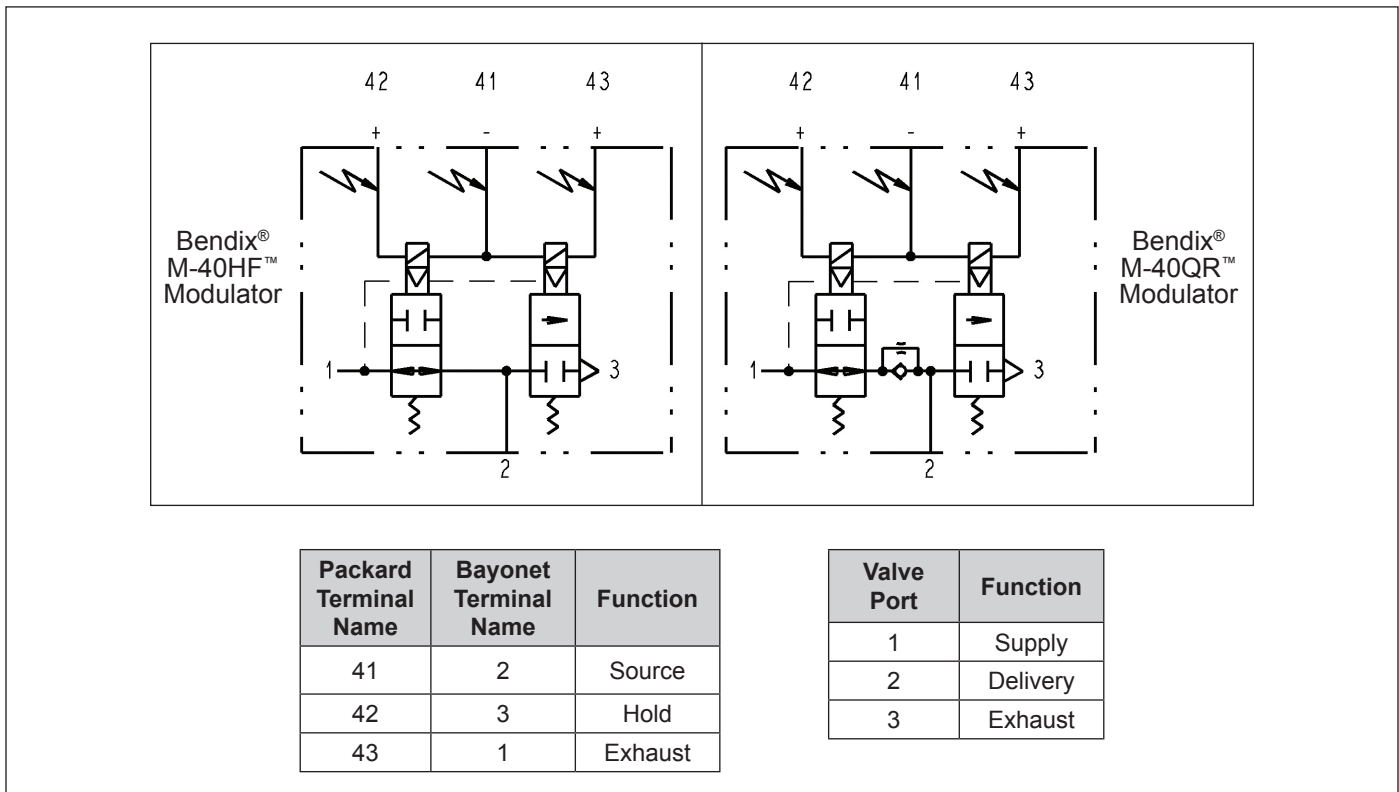 42 41 43
+ - +
Bendix®
M-40HF™
Modulator
1
3
2
42 41 43
+ - +
Bendix®
M-40QR™
Modulator
1
3
2
Packard Terminal Name Bayonet Terminal Name Function
41 2 Source
42 3 Hold
43 1 Exhaust
Valve Port Function
1 Supply
2 Delivery
3 Exhaust